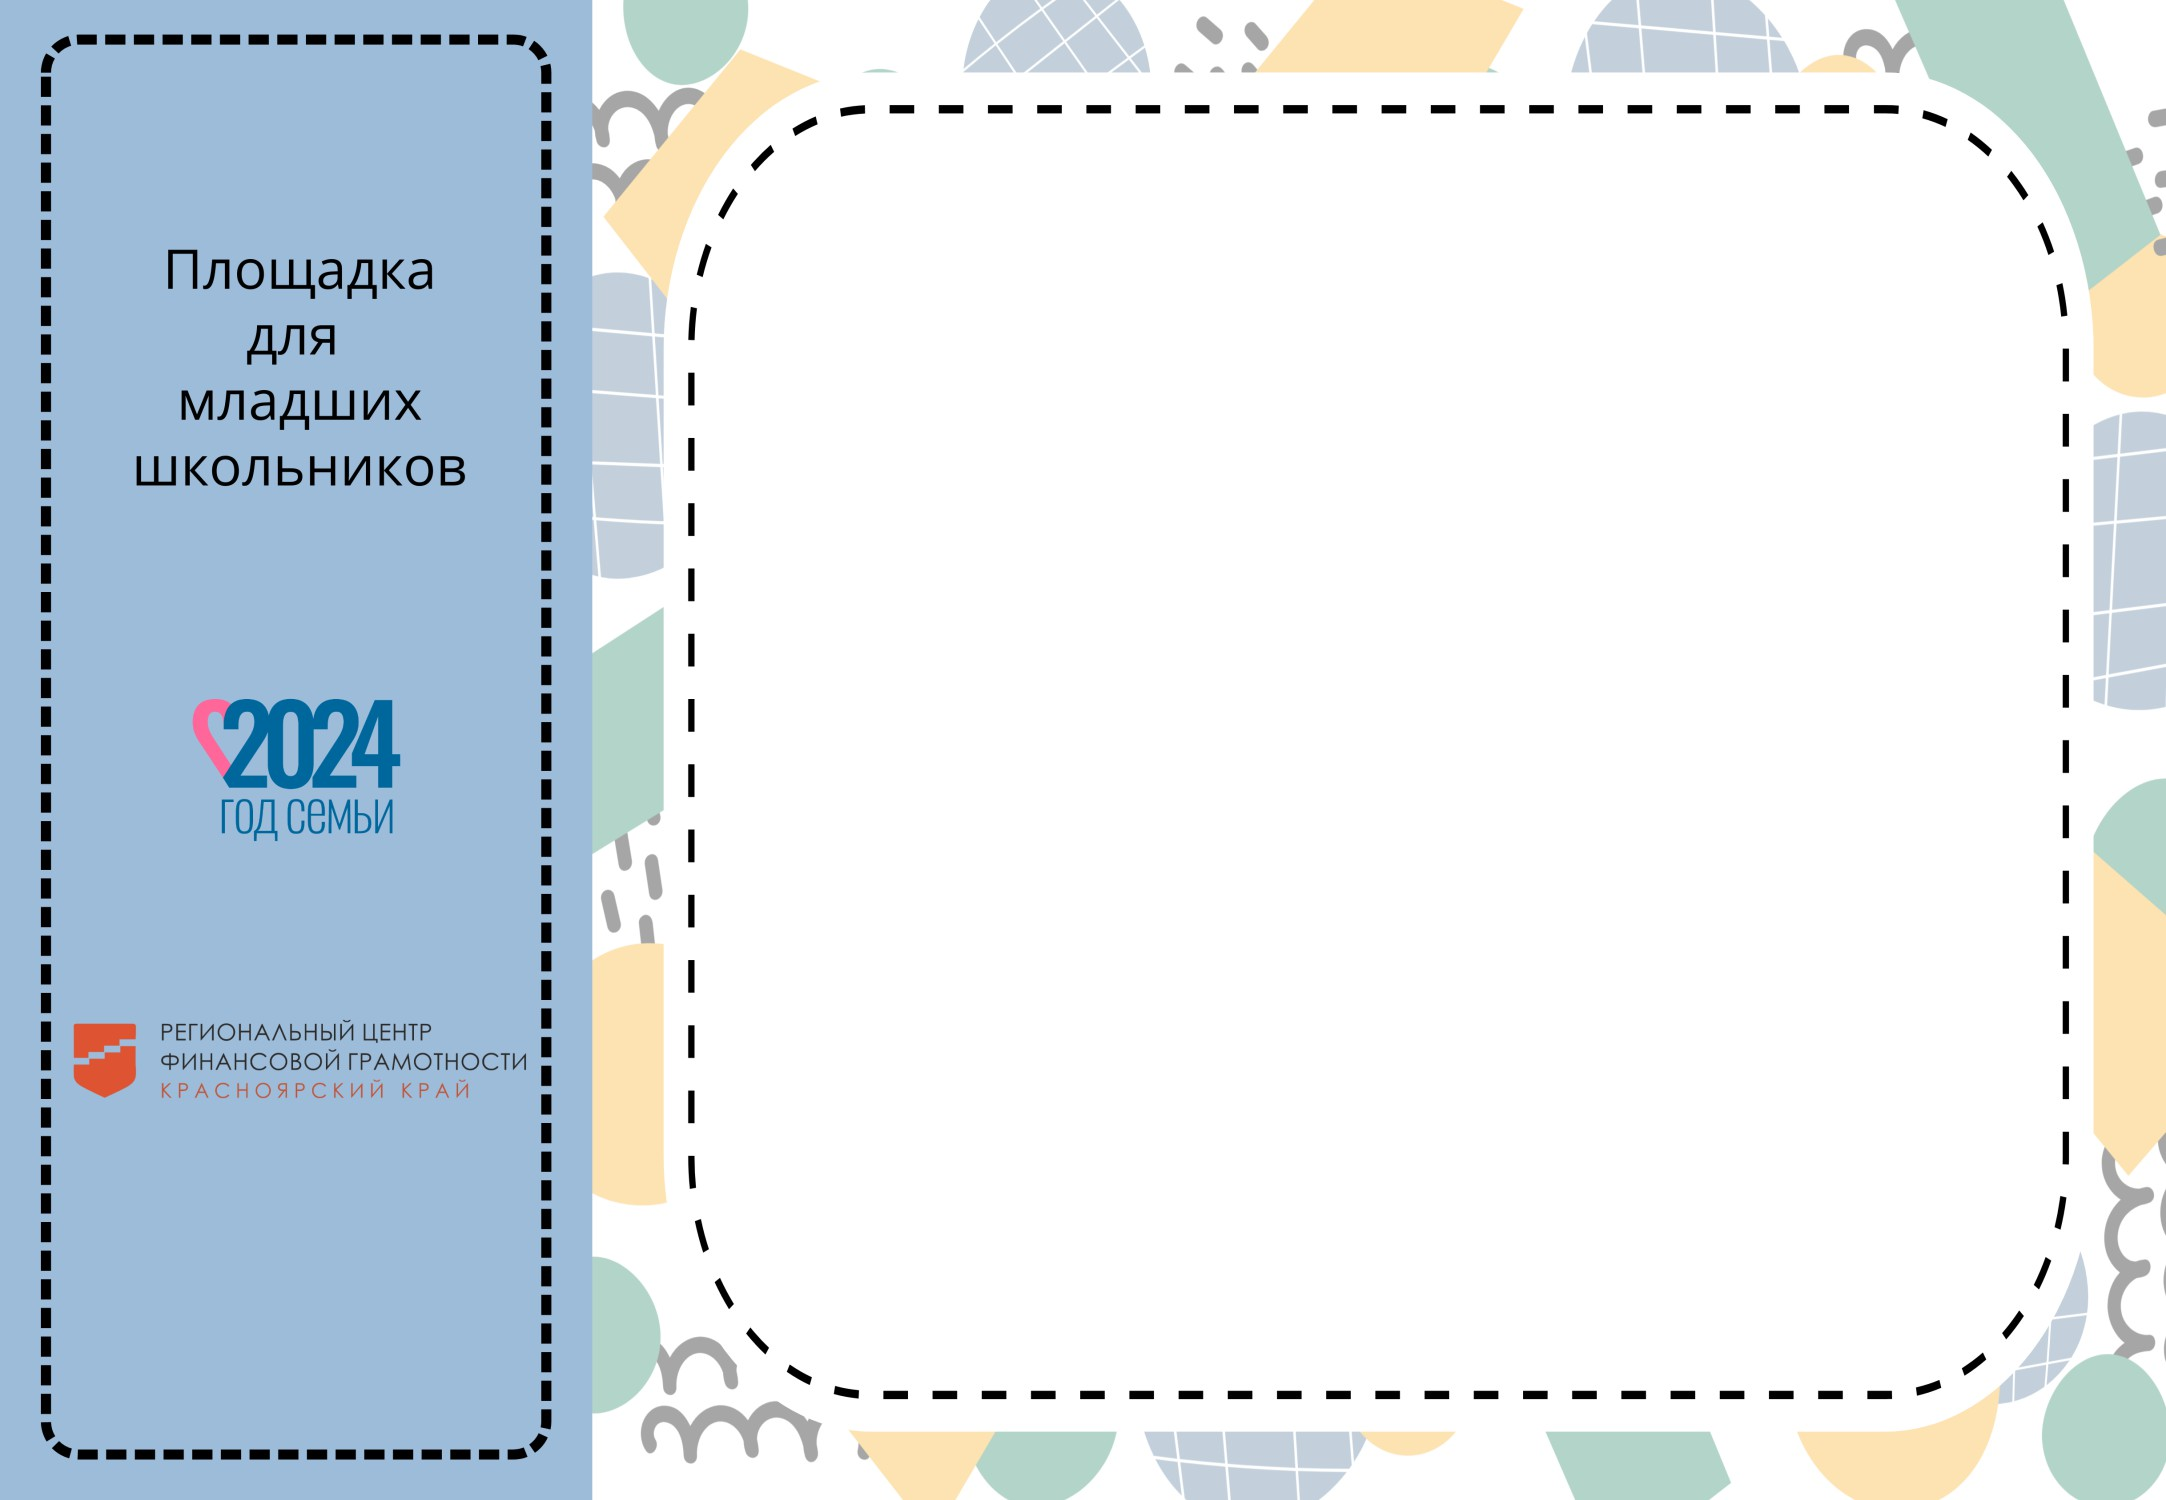 Площадка
для
младших
школьников
2024
год семьи
РЕГИОНАЛЬНЫЙ ЦЕНТР
ФИНАНСОВОЙ ГРАМОТНОСТИ
КРАСНОЯРСКИЙ КРАЙ